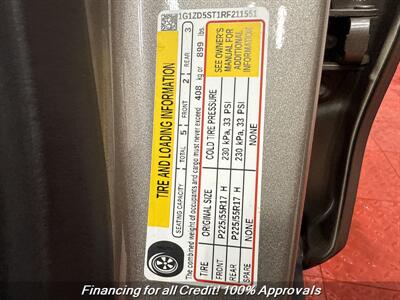 1G1ZD5ST1RF211551
TIRE AND LOADING INFORMATION
SEATING CAPACITY TOTAL 5 FRONT 2 REAR 3
The combined weight of occupants and cargo must never exceed 408 kg or 899 lbs.
TIRE ORIGINAL SIZE COLD TIRE PRESSURE
FRONT P225/55R17 H 230 kPa, 33 PSI
REAR P225/55R17 H 230 kPa, 33 PSI
SPARE NONE NONE
SEE OWNER'S
MANUAL FOR
ADDITIONAL
INFORMATION
Financing for all Credit! 100% Approvals